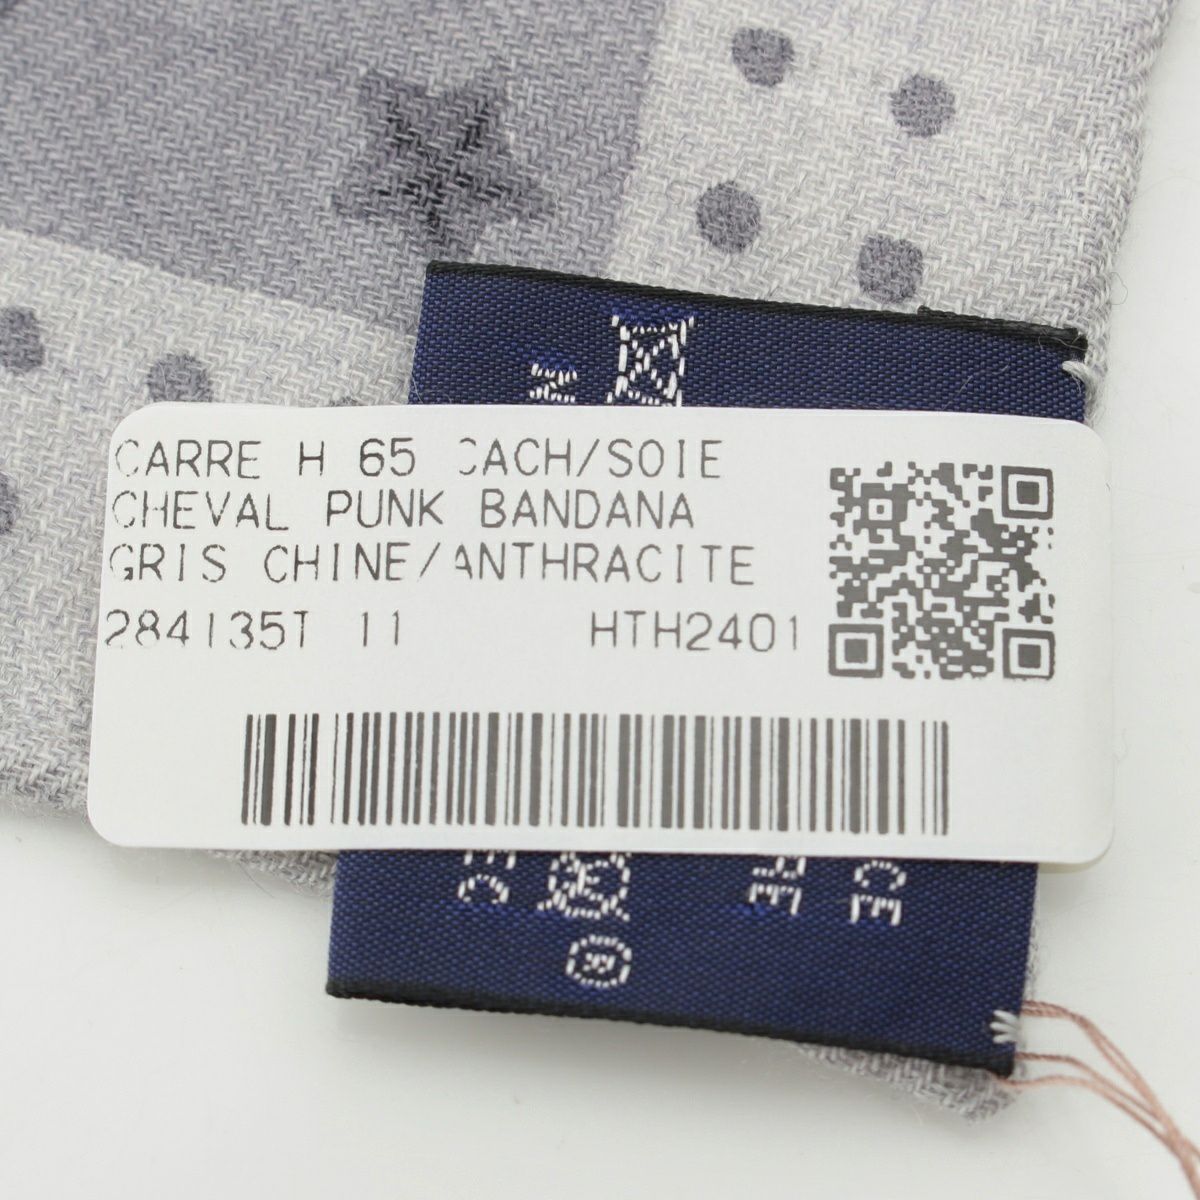 CARRE H 65 CACH/SOIE
CHEVAL PUNK BANDANA
GRIS CHINE/ANTHRACITE
284135T 11 HTH2401